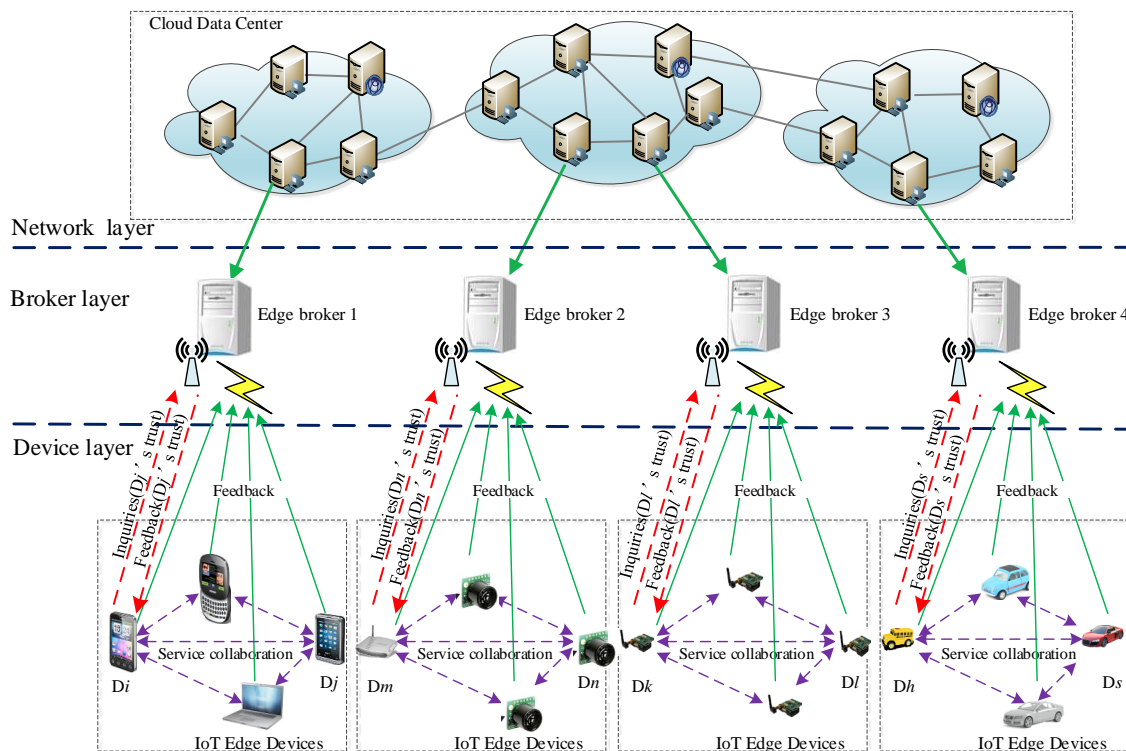 Cloud Data Center
Network layer
Broker layer
Edge broker 1
Edge broker 2
Edge broker 3
Edge broker 4
Device layer
Inquiries(Dj’s trust)
Feedback(Dj’s trust)
Feedback
Inquiries(Dn’s trust)
Feedback(Dn’s trust)
Feedback
Inquiries(Dl’s trust)
Feedback(Dl’s trust)
Feedback
Inquiries(Ds’s trust)
Feedback(Ds’s trust)
Feedback
Service collaboration
Di
Dj
IoT Edge Devices
Service collaboration
Dm
Dn
IoT Edge Devices
Service collaboration
Dk
Dl
IoT Edge Devices
Service collaboration
Dh
Ds
IoT Edge Devices